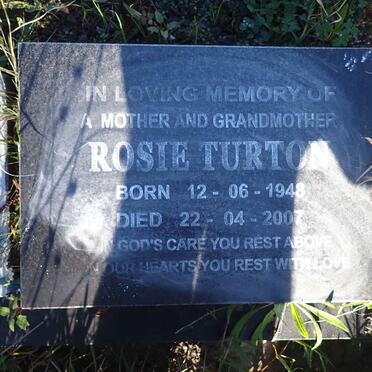 IN LOVING MEMORY OF
A MOTHER AND GRANDMOTHER
ROSIE TURTON
BORN 12 - 06 - 1948
DIED 22 - 04 - 2007
IN GOD'S CARE YOU REST ABOVE
OUR HEARTS YOU REST WITH LOVE